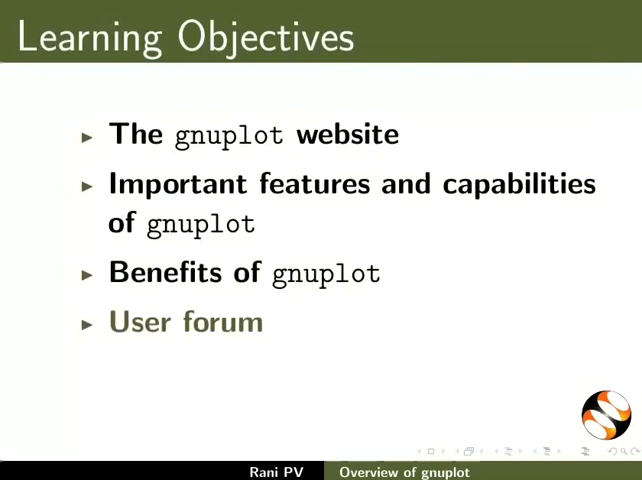 Learning Objectives
The gnuplot website
Important features and capabilities
of gnuplot
Benefits of gnuplot
User forum
Rani PV Overview of gnuplot